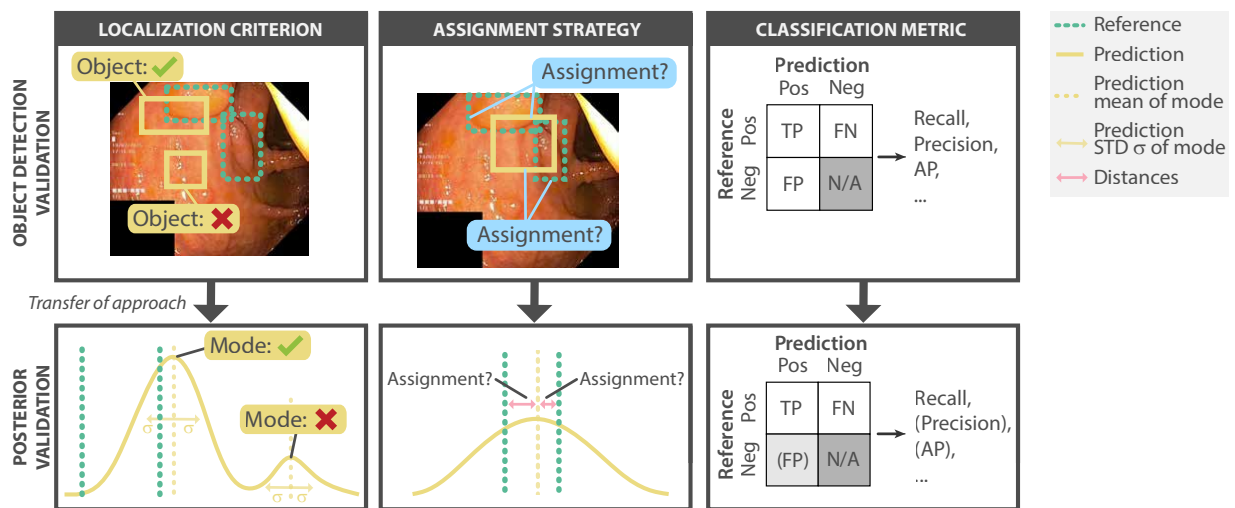 LOCALIZATION CRITERION
ASSIGNMENT STRATEGY
CLASSIFICATION METRIC
OBJECT DETECTION
VALIDATION
Object:
Object:
Assignment?
Assignment?
Prediction
Pos Neg
Reference
Pos
Neg
TP FN
FP N/A
Recall,
Precision,
AP,
...
Reference
Prediction
Prediction
mean of mode
Prediction
STD σ of mode
Distances
Transfer of approach
POSTERIOR
VALIDATION
Mode:
Mode:
σ σ
σ σ
Assignment? Assignment?
Prediction
Pos Neg
Reference
Pos
Neg
TP FN
(FP) N/A
Recall,
(Precision),
(AP),
...